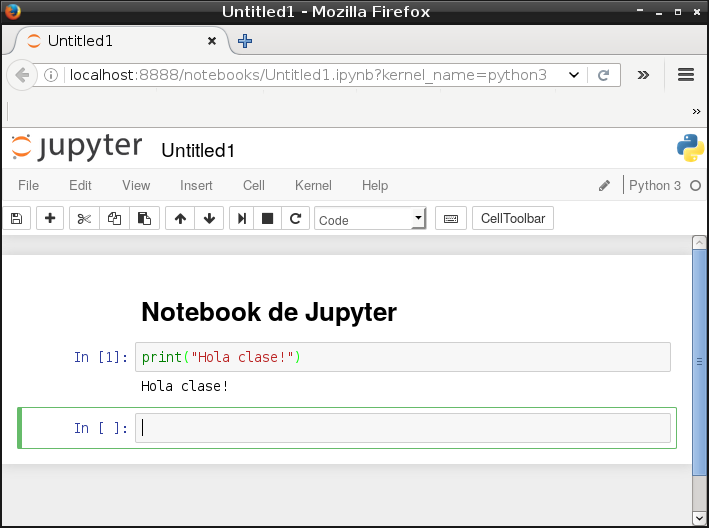 Untitled1 - Mozilla Firefox
Untitled1
localhost:8888/notebooks/Untitled1.ipynb?kernel_name=python3
jupyter Untitled1
File Edit View Insert Cell Kernel Help Python 3
Code CellToolbar
Notebook de Jupyter
In [1]: print("Hola clase!")
Hola clase!
In [ ]: